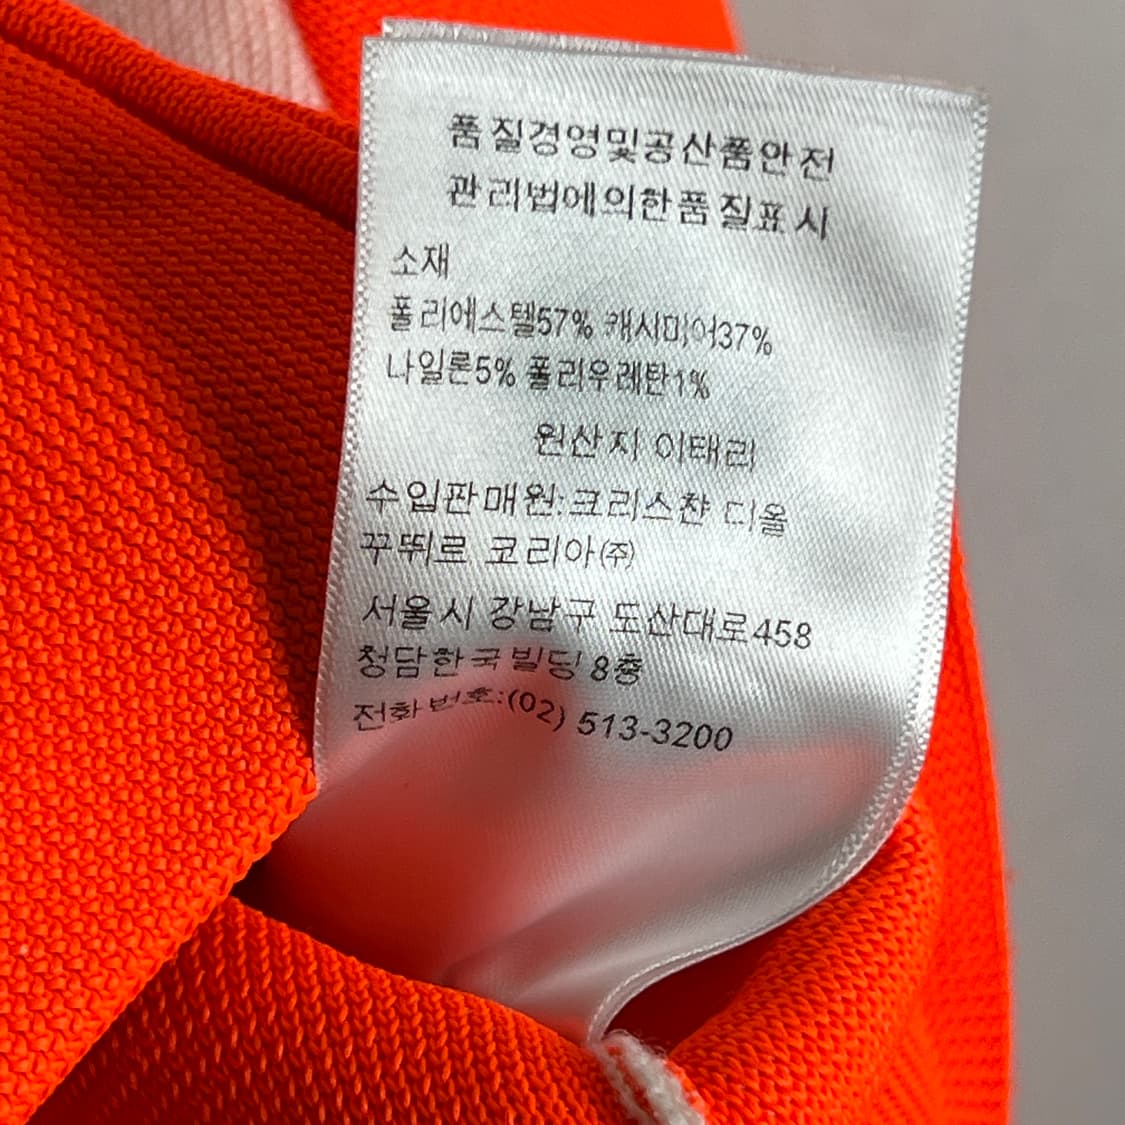 품질경영및공산품안전
관리법에의한품질표시
소재
폴리에스텔57% 캐시미어37%
나일론5% 폴리우레탄1%
원산지 이태리
수입판매원:크리스챤 디올
꾸뛰르 코리아(주)
서울시 강남구 도산대로458
청담한국빌딩 8층
전화번호:(02) 513-3200